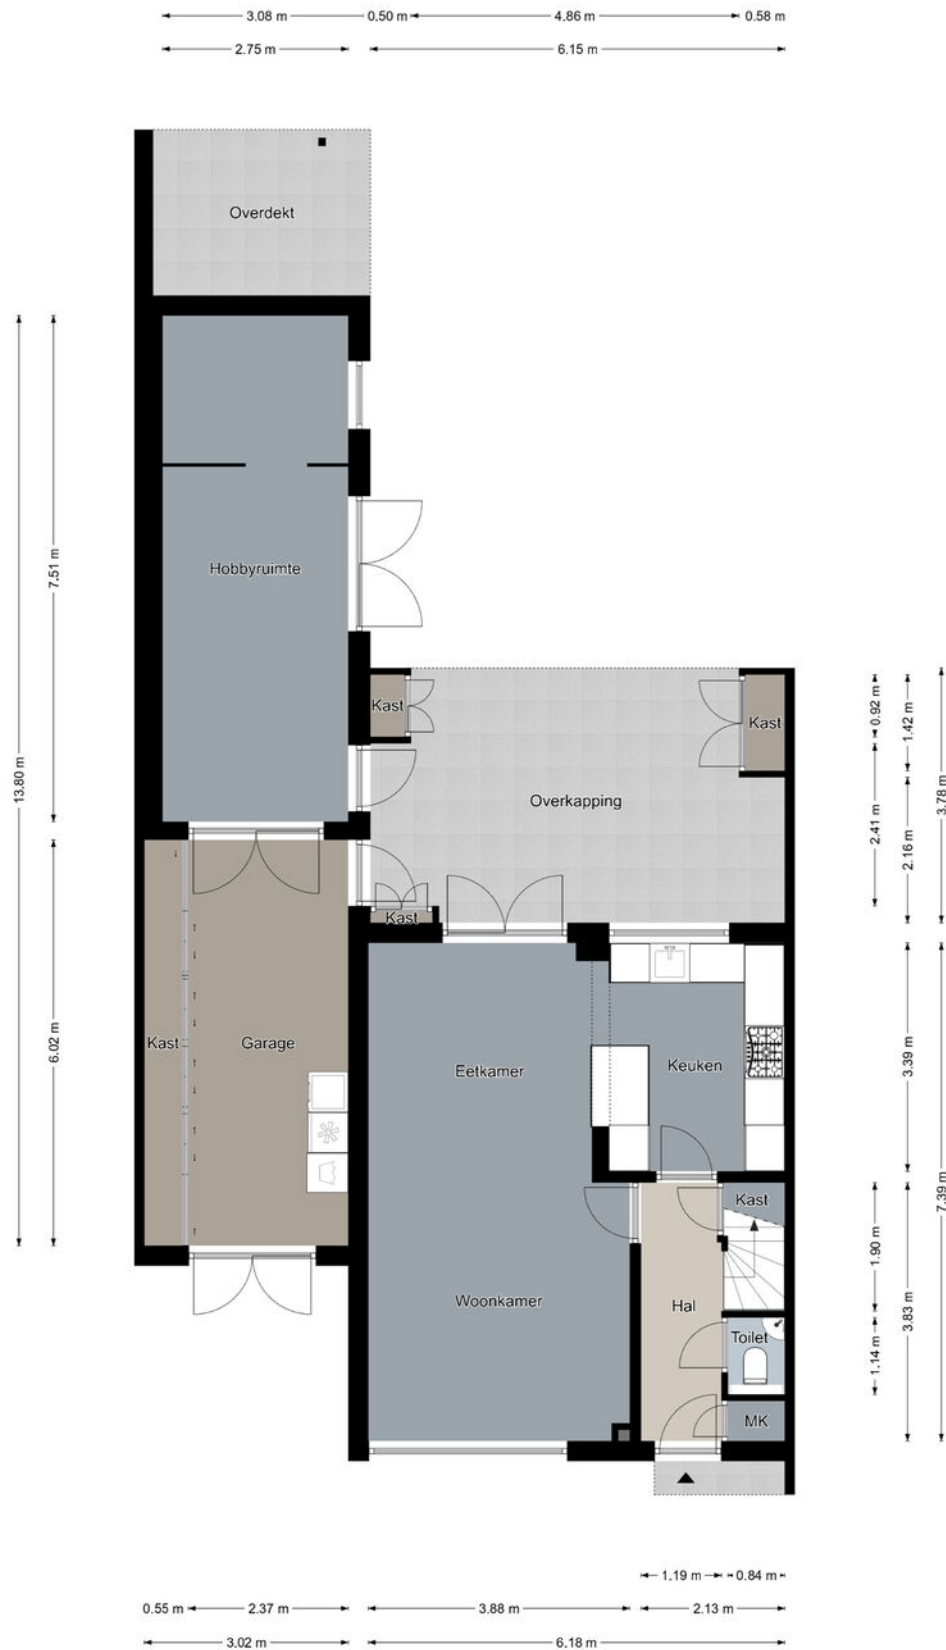 3.08 m 0.50 m 4.86 m 0.58 m
2.75 m 6.15 m
Overdekt
Hobbyruimte
7.51 m
13.80 m
Kast
Kast
0.92 m
1.42 m
Overkapping
3.78 m
2.41 m
2.16 m
Kast
6.02 m
Kast
Garage
Eetkamer
Keuken
3.39 m
7.39 m
Kast
1.90 m
Woonkamer
Hal
3.83 m
Toilet
1.14 m
MK
1.19 m 0.84 m
0.55 m 2.37 m 3.88 m 2.13 m
3.02 m 6.18 m